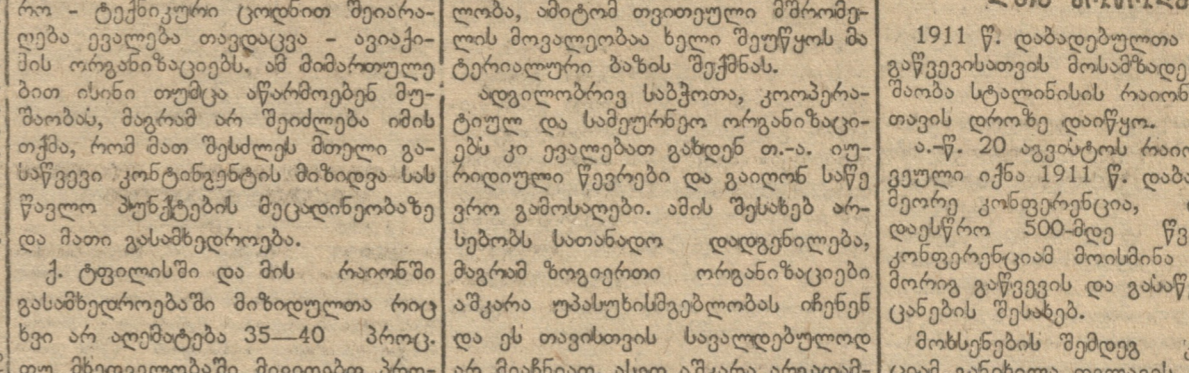 რო - ტექნიკური ცოდნით შეიარა-
ღება ევალება თავდაცვა - ავიაქი-
მის ორგანიზაციებს. ამ მიმართულე
ბით ისინი თუმცა აწარმოებენ მუ-
შაობას, მაგრამ არ შეიძლება იმის
თქმა, რომ მათ შესძლეს მთელი გა-
საწვევი კონტინგენტის მიზიდვა სას
წავლო პუნქტების მეცადინეობაზე
და მათი გასამხედროება.
ქ. ტფილისში და მის რაიონში
გასამხედროებაში მიზიდულთა რიც
ხვი არ აღემატება 35—40 პროც.
ლობა, ამიტომ თვითეული მშრომე-
ლის მოვალეობაა ხელი შეუწყოს მა
ტერიალური ბაზის შექმნას.
ადგილობრივ საბჭოთა, კოოპერა-
ტიულ და სამეურნეო ორგანიზაცი-
ებს კი ევალებათ გახდენ თ.-ა. იუ-
რიდიული წევრები და გაიღონ საწე
ვრო გამოსაღები. ამის შესახებ არ-
სებობს სათანადო დადგენილება,
მაგრამ ზოგიერთი ორგანიზაციები
აშკარა უპასუხისმგებლობას იჩენენ
და ეს თავისთვის სავალდებულოდ
1911 წ. დაბადებულთა
გაწვევისათვის მოსამზადე
შაობა სტალინისის რაიონ
თავის დროზე დაიწყო.
ა.-წ. 20 აგვისტოს რაიო
ვეული იქნა 1911 წ. დაბა
მეორე კონფერენცია,
დაესწრო 500-მდე წვ
კონფერენციამ მოისმინა
მორიგ გაწვევის და გასაწ
ცანების შესახებ.
მოხსენების შემდეგ